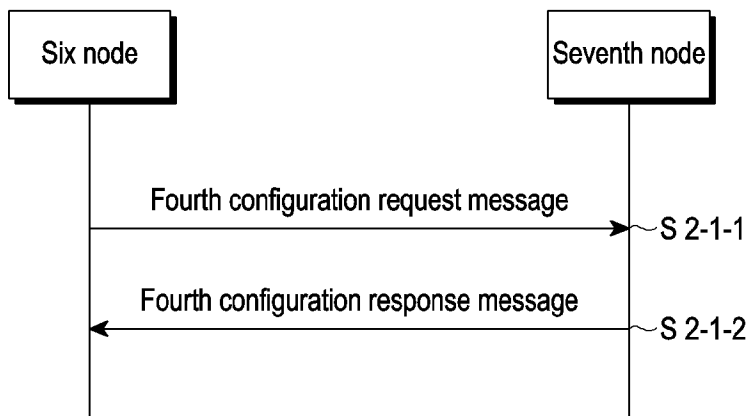 Six node
Seventh node
Fourth configuration request message
S 2-1-1
Fourth configuration response message
S 2-1-2